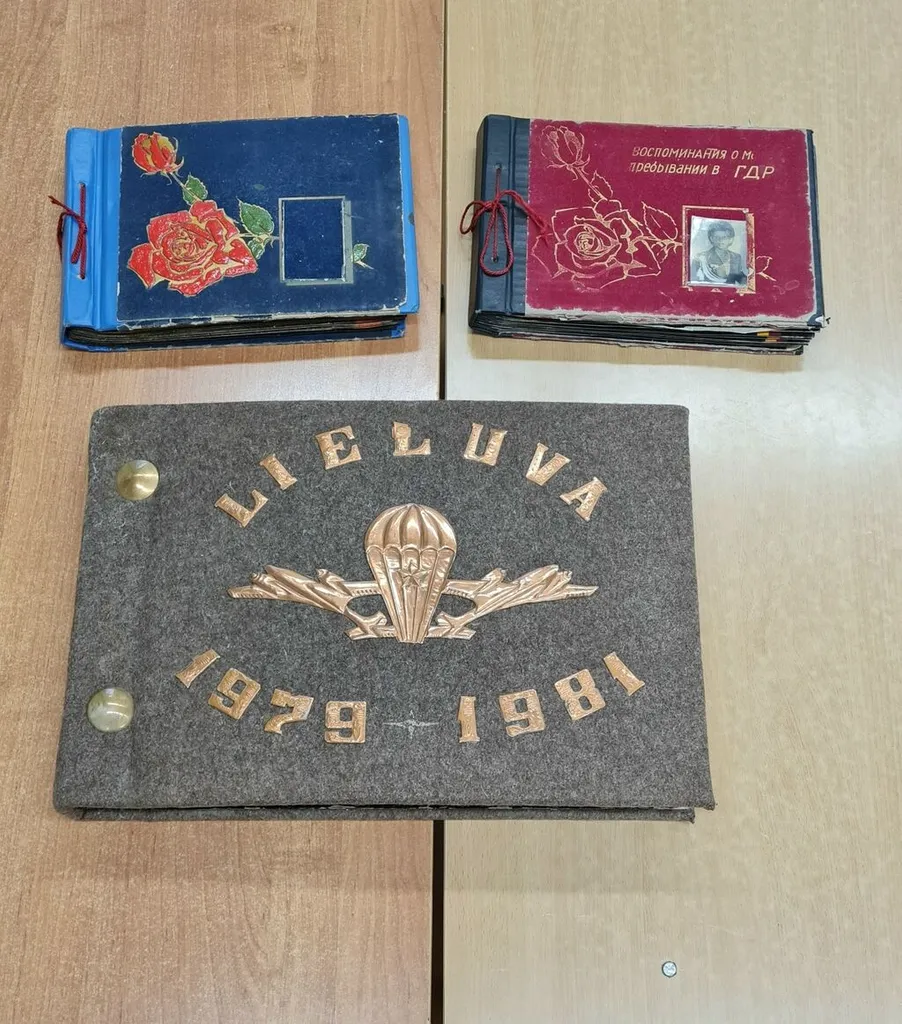 ВОСПОМИНАНИЯ О
ПРЕБЫВАНИИ В ГДР
LIELUVA
1979 - 1981